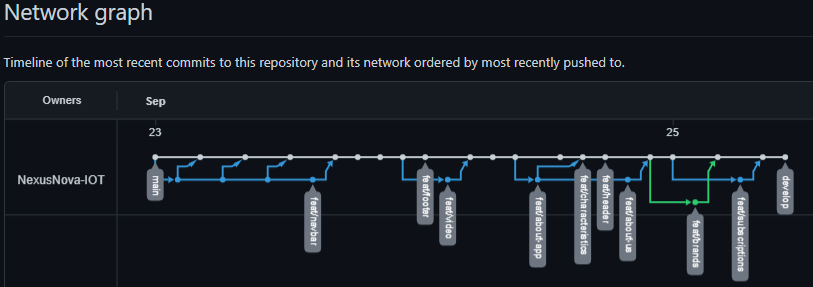 Network graph
Timeline of the most recent commits to this repository and its network ordered by most recently pushed to.
Owners
Sep
23
25
NexusNova-IOT
main
feat/navbar
feat/footer
feat/video
feat/about-app
feat/characteristics
feat/header
feat/about-us
feat/brands
feat/subscriptions
develop